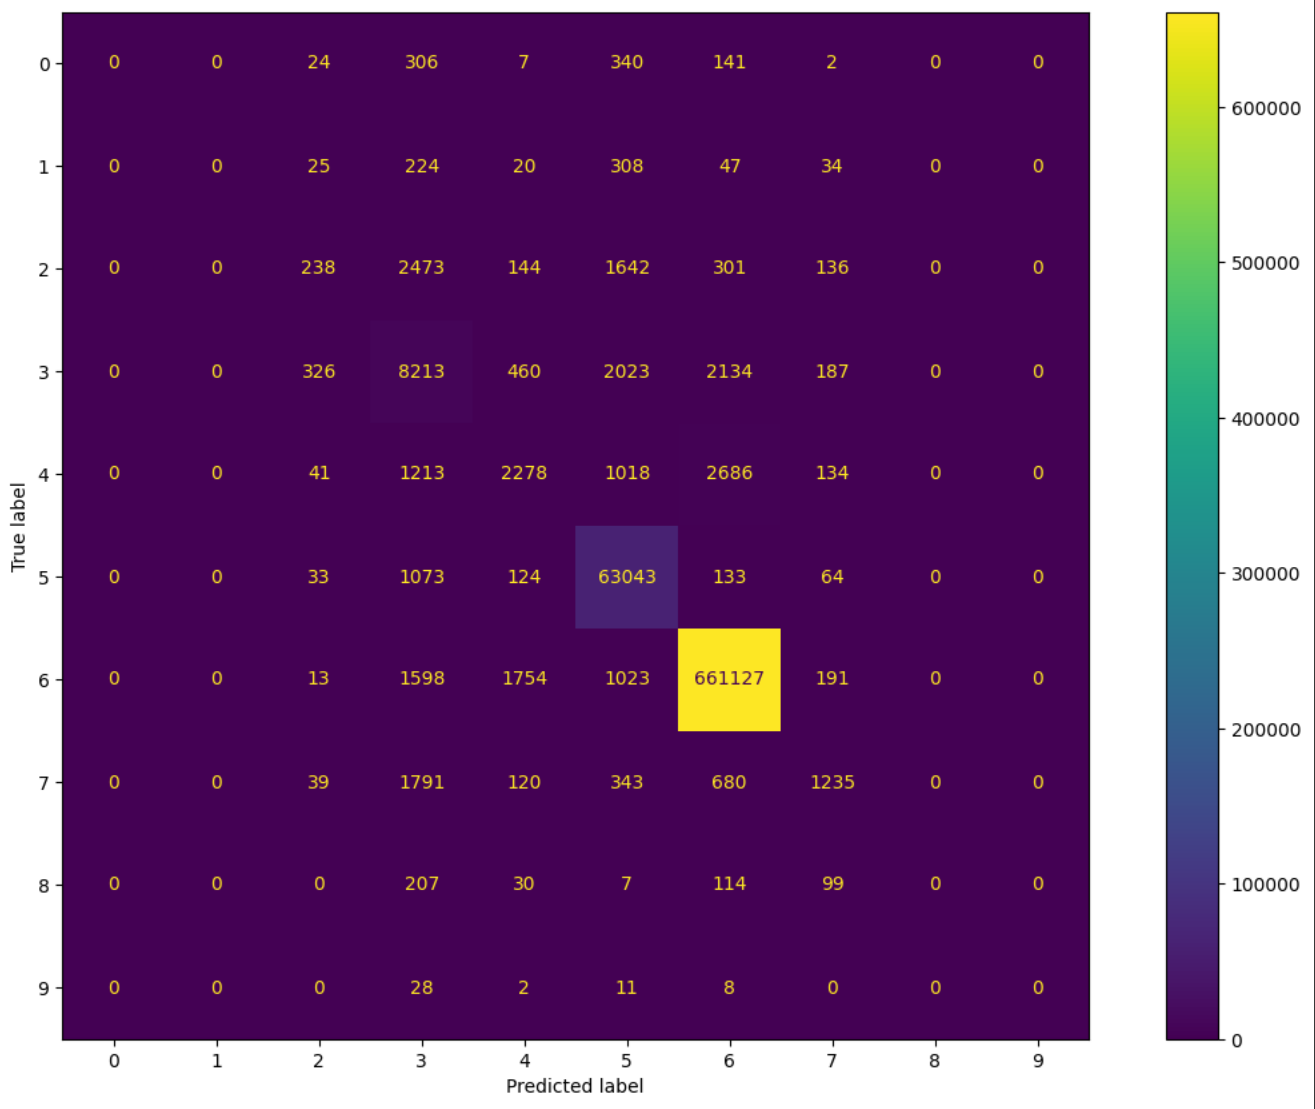 0 0 0 24 306 7 340 141 2 0 0
1 0 0 25 224 20 308 47 34 0 0
2 0 0 238 2473 144 1642 301 136 0 0
3 0 0 326 8213 460 2023 2134 187 0 0
4 0 0 41 1213 2278 1018 2686 134 0 0
5 0 0 33 1073 124 63043 133 64 0 0
6 0 0 13 1598 1754 1023 661127 191 0 0
7 0 0 39 1791 120 343 680 1235 0 0
8 0 0 0 207 30 7 114 99 0 0
9 0 0 0 28 2 11 8 0 0 0
0 1 2 3 4 5 6 7 8 9
Predicted label
True label
600000
500000
400000
300000
200000
100000
0